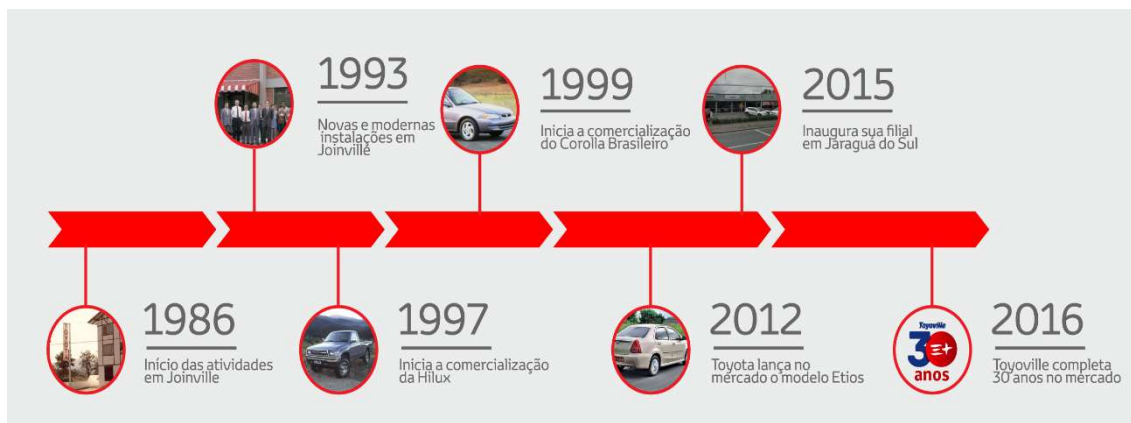 1993
Novas e modernas
instalações em
Joinville
1999
Inicia a comercialização
do Corolla Brasileiro
2015
Inaugura sua filial
em Jaraguá do Sul
1986
Início das atividades
em Joinville
1997
Inicia a comercialização
da Hilux
2012
Toyota lança no
mercado o modelo Etios
Toyoville
30
anos
2016
Toyoville completa
30 anos no mercado